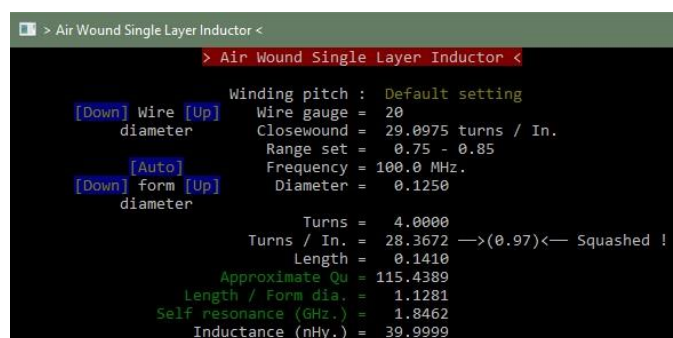 > Air Wound Single Layer Inductor <
> Air Wound Single Layer Inductor <
Winding pitch : Default setting
[Down] Wire [Up] Wire gauge = 20
diameter Closewound = 29.0975 turns / In.
Range set = 0.75 - 0.85
[Auto] Frequency = 100.0 MHz.
[Down] form [Up] Diameter = 0.1250
diameter
Turns = 4.0000
Turns / In. = 28.3672 —>(0.97)<— Squashed !
Length = 0.1410
Approximate Qu = 115.4389
Length / Form dia. = 1.1281
Self resonance (GHz.) = 1.8462
Inductance (nHy.) = 39.9999